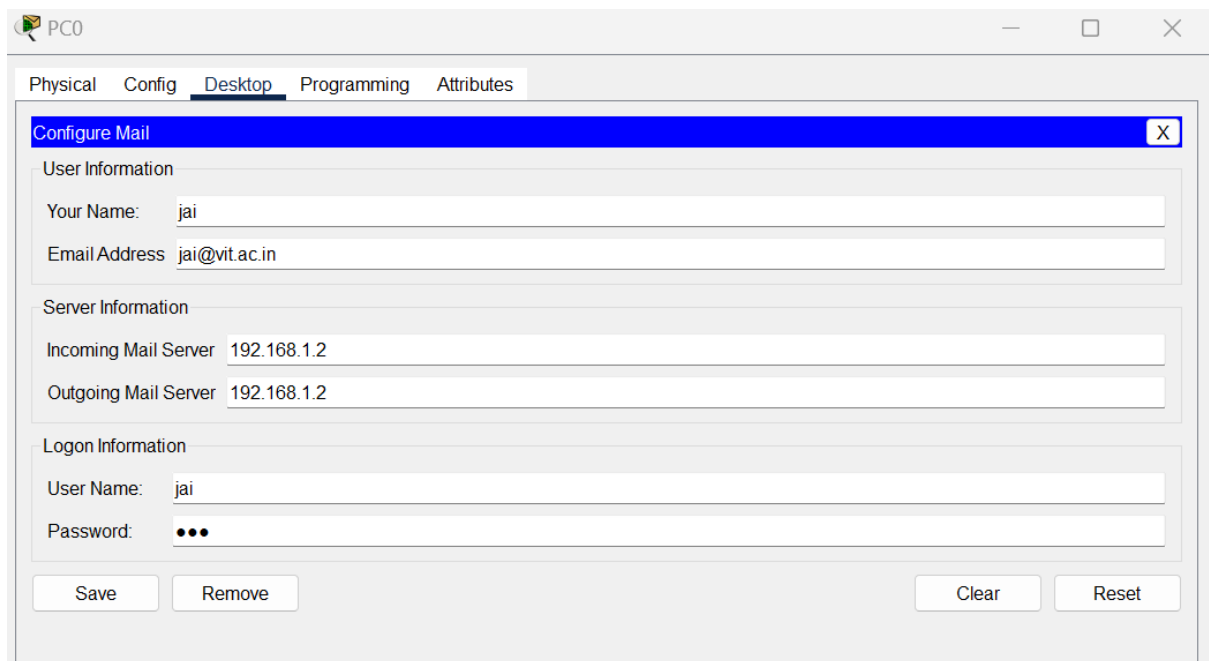 PC0
Physical Config Desktop Programming Attributes
Configure Mail X
User Information
Your Name: jai
Email Address jai@vit.ac.in
Server Information
Incoming Mail Server 192.168.1.2
Outgoing Mail Server 192.168.1.2
Logon Information
User Name: jai
Password: ●●●
Save Remove Clear Reset